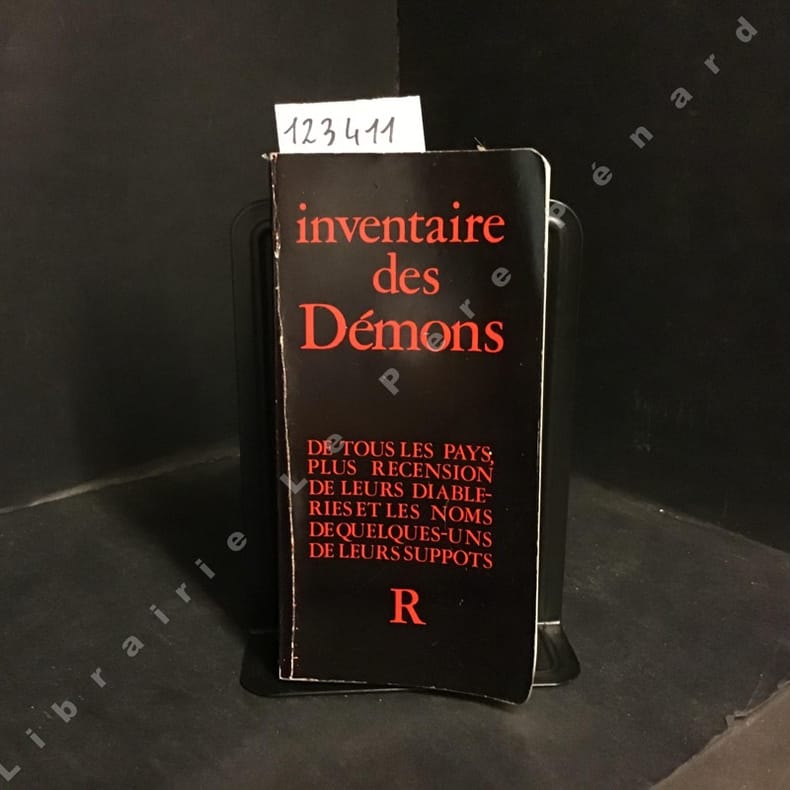 123411
inventaire
des
Démons
DE TOUS LES PAYS,
PLUS RECENSION
DE LEURS DIABLE-
RIES ET LES NOMS
DE QUELQUES-UNS
DE LEURS SUPPOTS
R
Librairie Le Père Pénard